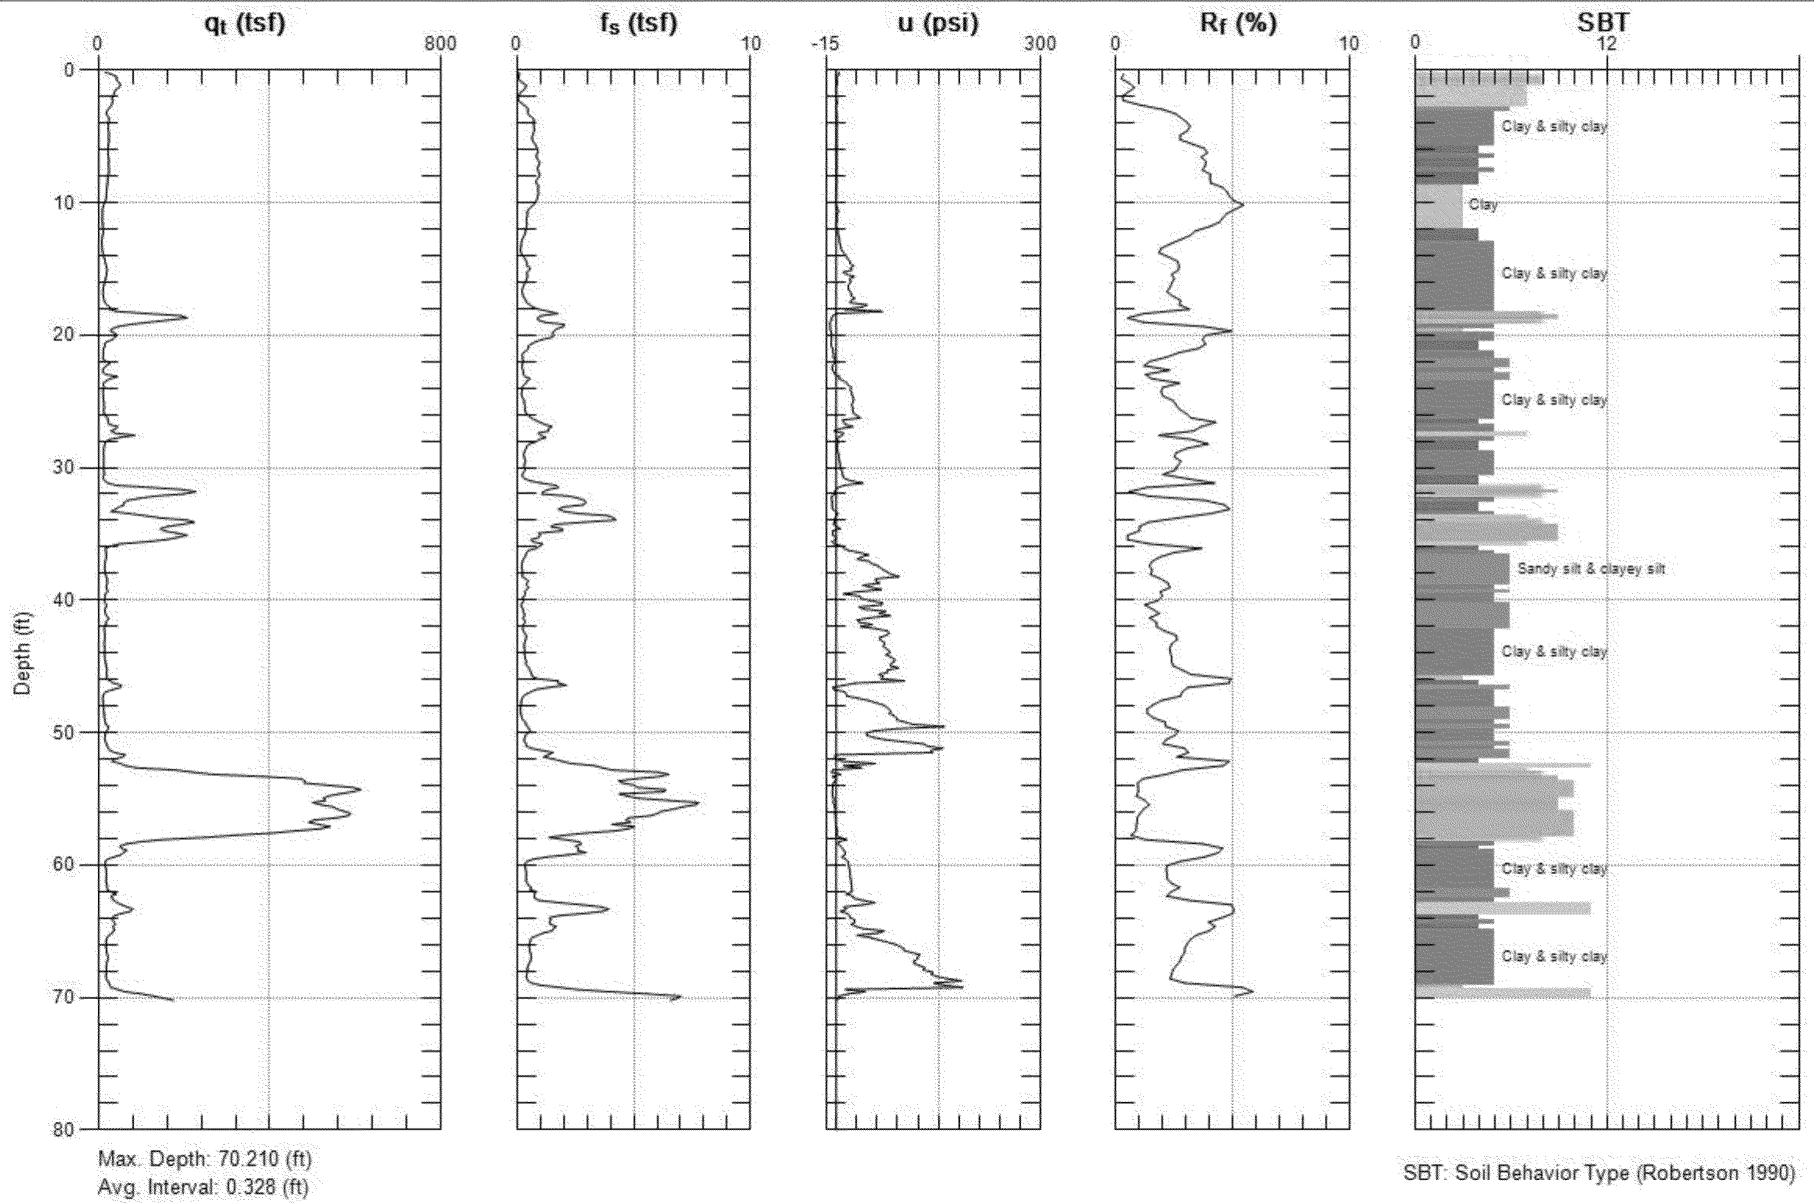 qt (tsf) fs (tsf) u (psi) Rf (%) SBT
0 800 0 10 -15 300 0 10 0 12
0
Clay & silty clay
10
Clay
Clay & silty clay
20
Clay & silty clay
30
Sandy silt & clayey silt
40
Depth (ft)
Clay & silty clay
50
60
Clay & silty clay
Clay & silty clay
70
80
Max. Depth: 70.210 (ft)
Avg. Interval: 0.328 (ft)
SBT: Soil Behavior Type (Robertson 1990)